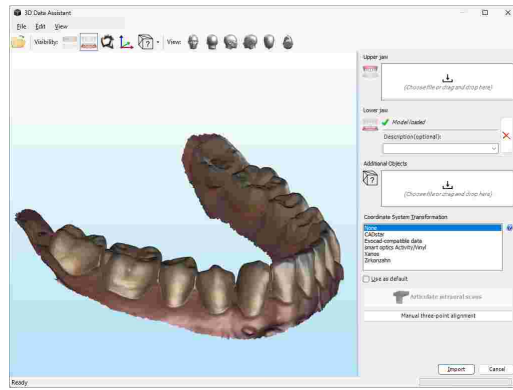 3D Data Assistant
File Edit View
Visibility:
View:
Upper jaw
(Choose file or drag and drop here)
Lower jaw
Model loaded
Description(optional):
Additional Objects
(Choose file or drag and drop here)
Coordinate System Transformation
None
CADstar
Exocad-compatible data
smart optics Activity/Vinyl
Xanos
Zirkonzahn
Use as default
Articulate intraoral scans
Manual three-point alignment
Import Cancel
Ready